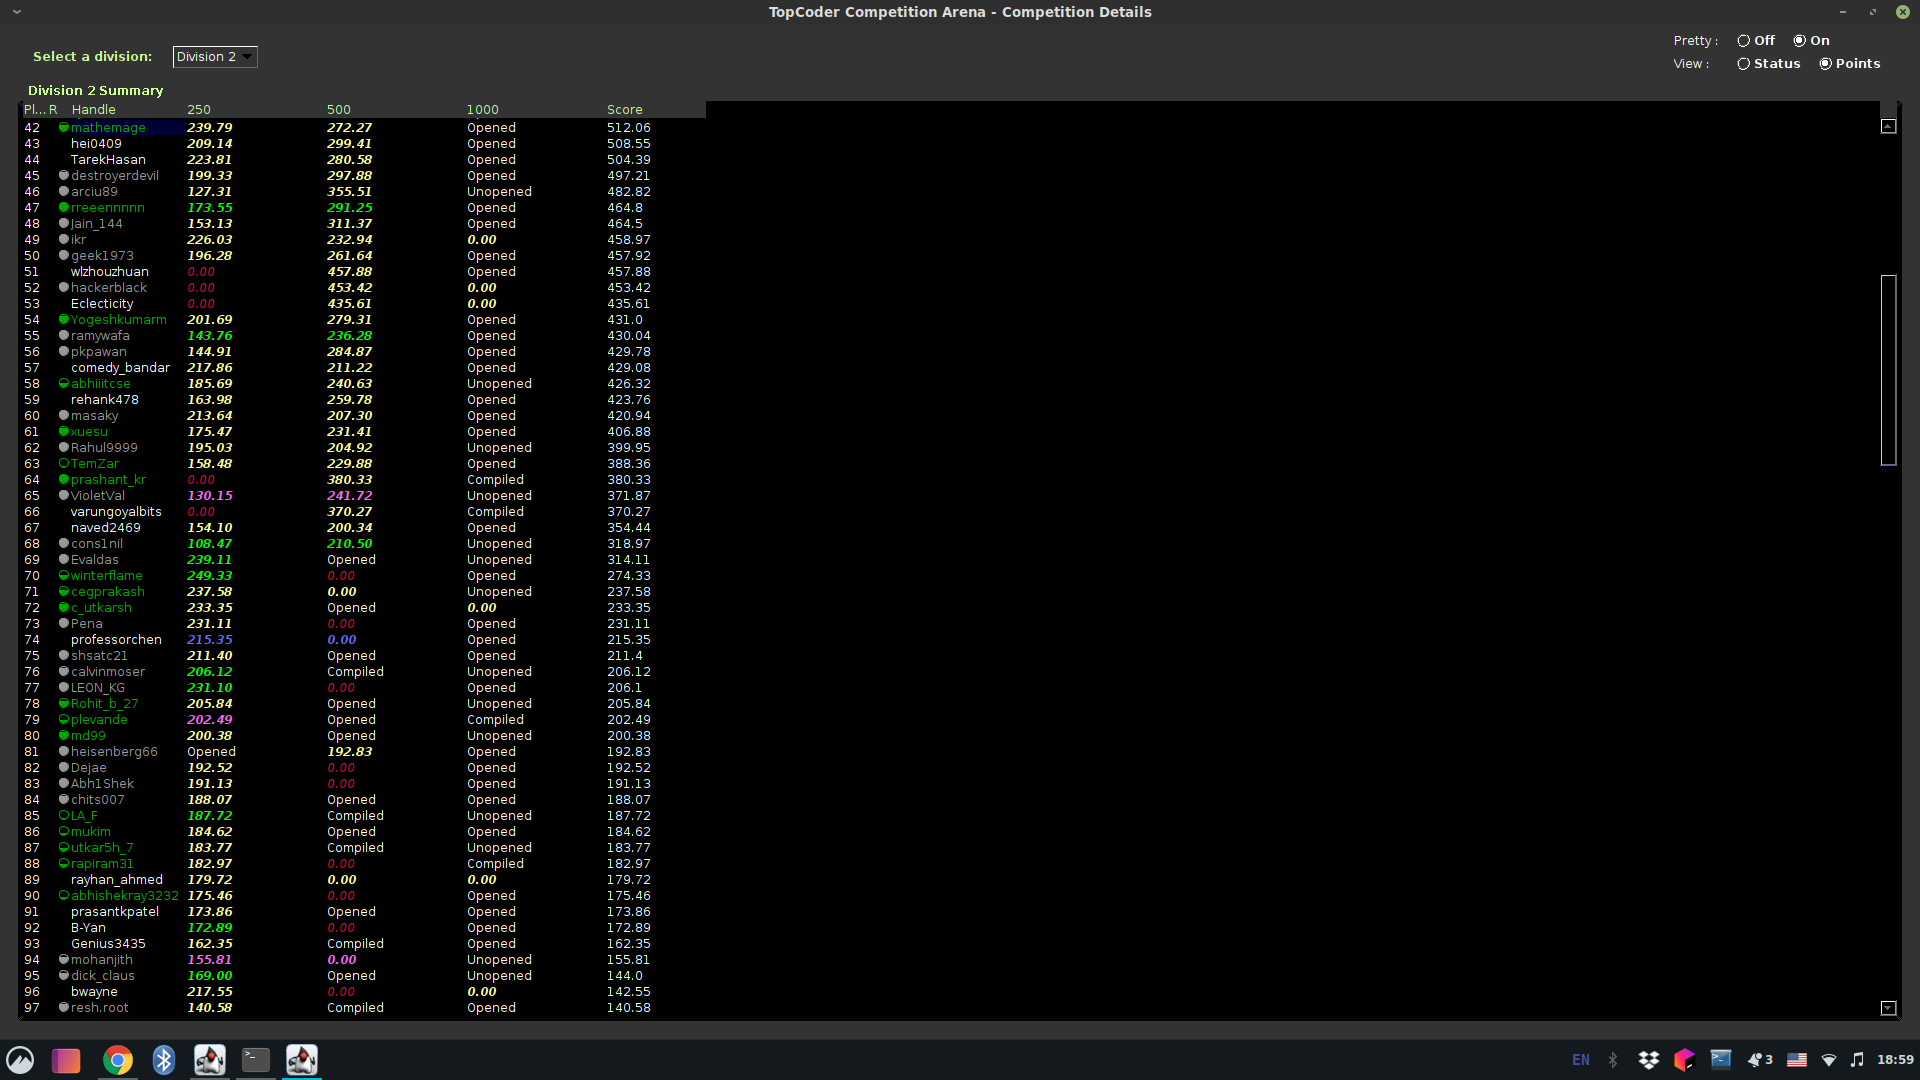 TopCoder Competition Arena - Competition Details
Pretty : Off On
Select a division: Division 2
View : Status Points
Division 2 Summary
Pl... R Handle 250 500 1000 Score
42 mathemage 239.79 272.27 Opened 512.06
43 hei0409 209.14 299.41 Opened 508.55
44 TarekHasan 223.81 280.58 Opened 504.39
45 destroyerdevil 199.33 297.88 Opened 497.21
46 arciu89 127.31 355.51 Unopened 482.82
47 rreeennnnn 173.55 291.25 Opened 464.8
48 Jain_144 153.13 311.37 Opened 464.5
49 ikr 226.03 232.94 0.00 458.97
50 geek1973 196.28 261.64 Opened 457.92
51 wlzhouzhuan 0.00 457.88 Opened 457.88
52 hackerblack 0.00 453.42 0.00 453.42
53 Eclecticity 0.00 435.61 0.00 435.61
54 Yogeshkumarm 201.69 279.31 Opened 431.0
55 ramywafa 143.76 236.28 Opened 430.04
56 pkpawan 144.91 284.87 Opened 429.78
57 comedy_bandar 217.86 211.22 Opened 429.08
58 abhiiitcse 185.69 240.63 Unopened 426.32
59 rehank478 163.98 259.78 Opened 423.76
60 masaky 213.64 207.30 Opened 420.94
61 xuesu 175.47 231.41 Opened 406.88
62 Rahul9999 195.03 204.92 Unopened 399.95
63 TemZar 158.48 229.88 Opened 388.36
64 prashant_kr 0.00 380.33 Compiled 380.33
65 VioletVal 130.15 241.72 Unopened 371.87
66 varungoyalbits 0.00 370.27 Compiled 370.27
67 naved2469 154.10 200.34 Opened 354.44
68 cons1nil 108.47 210.50 Unopened 318.97
69 Evaldas 239.11 Opened Unopened 314.11
70 winterflame 249.33 0.00 Opened 274.33
71 cegprakash 237.58 0.00 Unopened 237.58
72 c_utkarsh 233.35 Opened 0.00 233.35
73 Pena 231.11 0.00 Opened 231.11
74 professorchen 215.35 0.00 Opened 215.35
75 shsatc21 211.40 Opened Opened 211.4
76 calvinmoser 206.12 Compiled Unopened 206.12
77 LEON_KG 231.10 0.00 Opened 206.1
78 Rohit_b_27 205.84 Opened Unopened 205.84
79 plevande 202.49 Opened Compiled 202.49
80 md99 200.38 Opened Unopened 200.38
81 heisenberg66 Opened 192.83 Opened 192.83
82 Dejae 192.52 0.00 Opened 192.52
83 Abh1Shek 191.13 0.00 Opened 191.13
84 chits007 188.07 Opened Opened 188.07
85 LA_F 187.72 Compiled Unopened 187.72
86 mukim 184.62 Opened Opened 184.62
87 utkar5h_7 183.77 Compiled Unopened 183.77
88 rapiram31 182.97 0.00 Compiled 182.97
89 rayhan_ahmed 179.72 0.00 0.00 179.72
90 abhishekray3232 175.46 0.00 Opened 175.46
91 prasantkpatel 173.86 Opened Opened 173.86
92 B-Yan 172.89 0.00 Opened 172.89
93 Genius3435 162.35 Compiled Opened 162.35
94 mohanjith 155.81 0.00 Unopened 155.81
95 dick_claus 169.00 Opened Unopened 144.0
96 bwayne 217.55 0.00 0.00 142.55
97 resh.root 140.58 Compiled Opened 140.58
EN 3 18:59